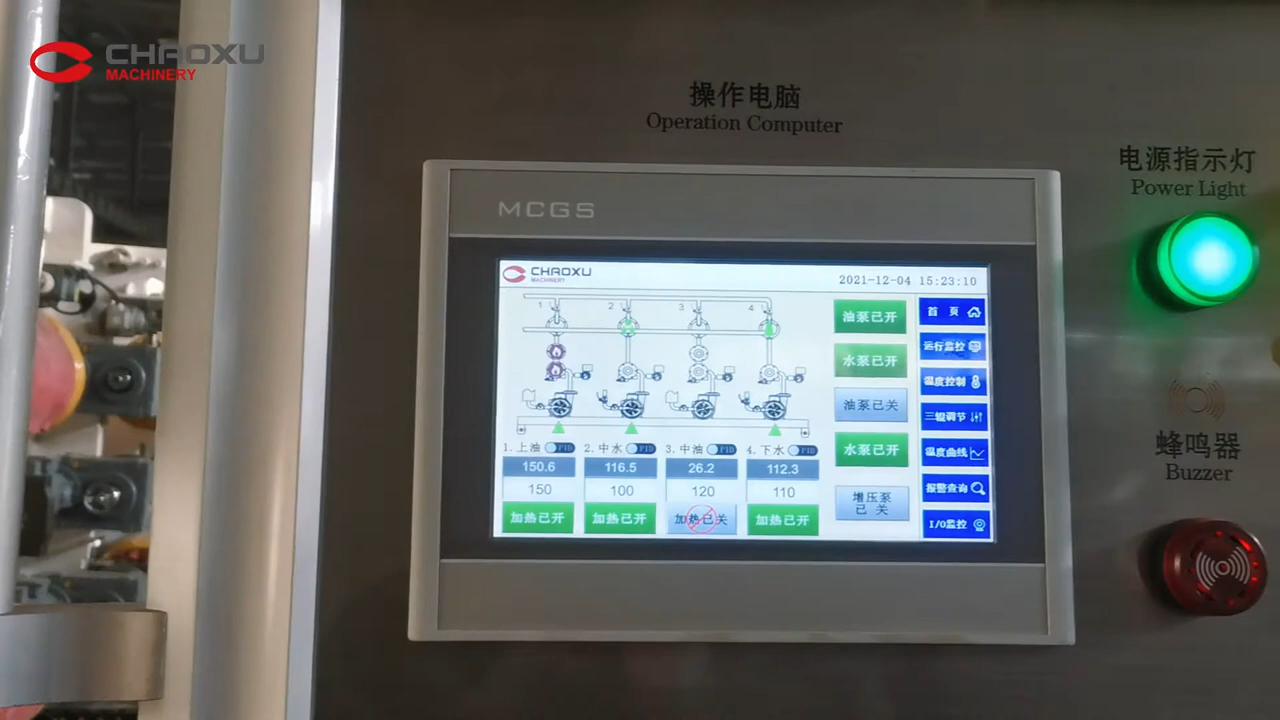 CHAOXU
MACHINERY
操作电脑
Operation Computer
电源指示灯
Power Light
MCGS
CHAOXU
MACHINERY
2021-12-04 15:23:10
1 2 3 4
油泵已开
水泵已开
油泵已关
水泵已开
增压泵
已 关
首 页
运行监控
温度控制
三辊调节
温度曲线
报警查询
I/O监控
1.上油 PID 2.中水 PID 3.中油 PID 4.下水 PID
150.6 116.5 26.2 112.3
150 100 120 110
加热已开 加热已开 加热已关 加热已开
蜂鸣器
Buzzer